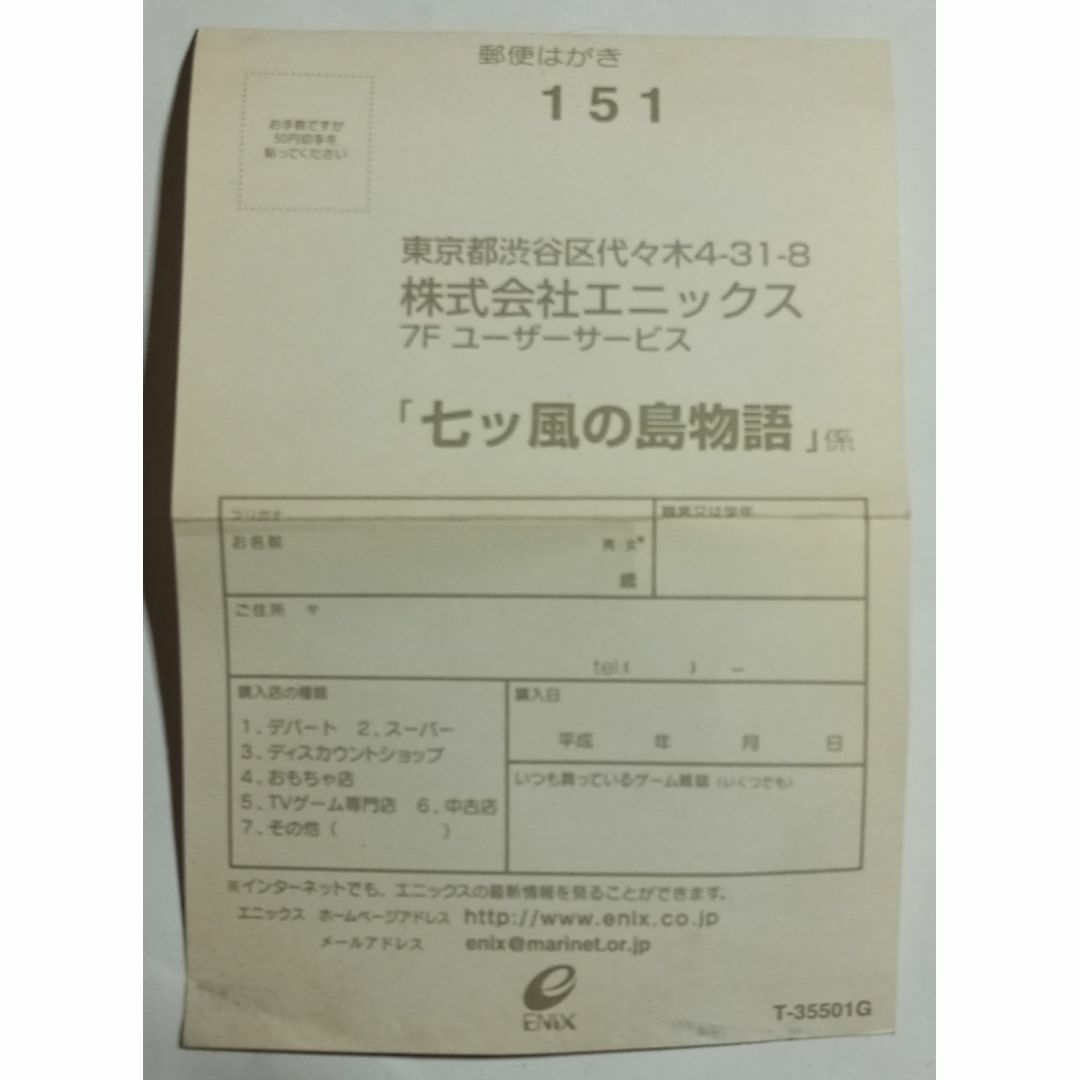 郵便はがき
151
お手数ですが
50円切手を
貼ってください
東京都渋谷区代々木4-31-8
株式会社エニックス
7F ユーザーサービス
「七ッ風の島物語」係
フリガナ
職業又は学年
お名前
男・女*
歳
ご住所 〒
tel.( ) −
購入店の種類
1、デパート 2、スーパー
3、ディスカウントショップ
4、おもちゃ店
5、TVゲーム専門店 6、中古店
7、その他 ( )
購入日
平成 年 月 日
いつも買っているゲーム雑誌(いくつでも)
※インターネットでも、エニックスの最新情報を見ることができます。
エニックス ホームページアドレス http://www.enix.co.jp
メールアドレス enix@marinet.or.jp
ENIX
T-35501G